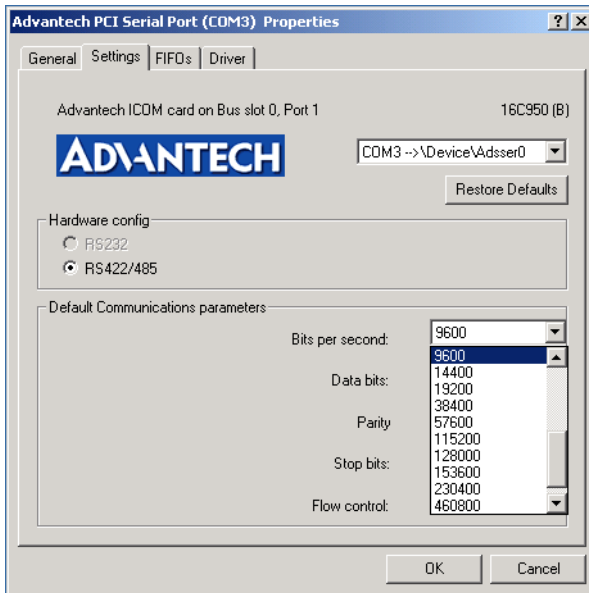 Advantech PCI Serial Port (COM3) Properties
General Settings FIFOs Driver
Advantech ICOM card on Bus slot 0, Port 1 16C950 (B)
ADVANTECH
COM3 -->\Device\Adsser0
Restore Defaults
Hardware config
RS232
RS422/485
Default Communications parameters
Bits per second: 9600
9600
14400
Data bits:
19200
38400
Parity
57600
115200
Stop bits:
128000
153600
230400
Flow control:
460800
OK Cancel